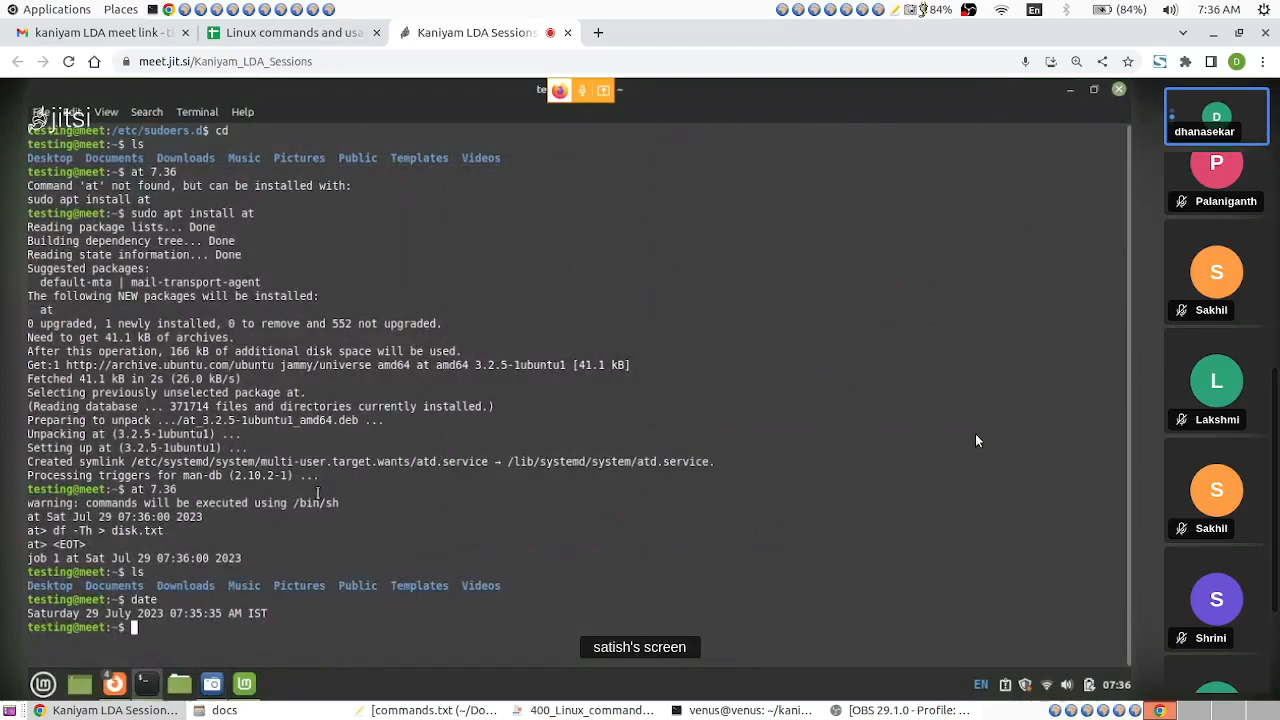 Applications
Places
84%
En
(84%)
7:36 AM
kaniyam LDA meet link - t
Linux commands and usa
Kaniyam LDA Sessions
meet.jit.si/Kaniyam_LDA_Sessions
D
te
~
jitsi
View Search Terminal Help
testing@meet:/etc/sudoers.d$ cd
testing@meet:~$ ls
Desktop Documents Downloads Music Pictures Public Templates Videos
testing@meet:~$ at 7.36
Command 'at' not found, but can be installed with:
sudo apt install at
testing@meet:~$ sudo apt install at
Reading package lists... Done
Building dependency tree... Done
Reading state information... Done
Suggested packages:
default-mta | mail-transport-agent
The following NEW packages will be installed:
at
0 upgraded, 1 newly installed, 0 to remove and 552 not upgraded.
Need to get 41.1 kB of archives.
After this operation, 166 kB of additional disk space will be used.
Get:1 http://archive.ubuntu.com/ubuntu jammy/universe amd64 at amd64 3.2.5-1ubuntu1 [41.1 kB]
Fetched 41.1 kB in 2s (26.0 kB/s)
Selecting previously unselected package at.
(Reading database ... 371714 files and directories currently installed.)
Preparing to unpack .../at_3.2.5-1ubuntu1_amd64.deb ...
Unpacking at (3.2.5-1ubuntu1) ...
Setting up at (3.2.5-1ubuntu1) ...
Created symlink /etc/systemd/system/multi-user.target.wants/atd.service → /lib/systemd/system/atd.service.
Processing triggers for man-db (2.10.2-1) ...
testing@meet:~$ at 7.36
warning: commands will be executed using /bin/sh
at Sat Jul 29 07:36:00 2023
at> df -Th > disk.txt
at> <EOT>
job 1 at Sat Jul 29 07:36:00 2023
testing@meet:~$ ls
Desktop Documents Downloads Music Pictures Public Templates Videos
testing@meet:~$ date
Saturday 29 July 2023 07:35:35 AM IST
testing@meet:~$
satish's screen
D
dhanasekar
P
Palaniganth
S
Sakhil
L
Lakshmi
S
Sakhil
S
Shrini
4
EN
07:36
Kaniyam LDA Sessions...
docs
[commands.txt (~/Do...
400_Linux_command...
venus@venus: ~/kani...
[OBS 29.1.0 - Profile: ...